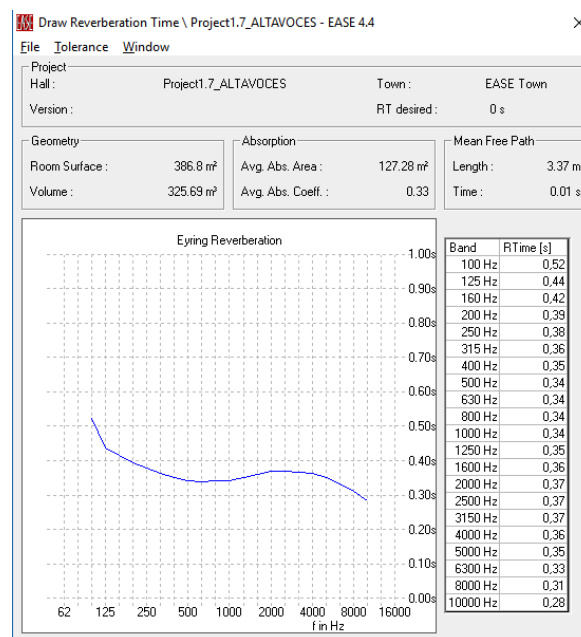 EASE Draw Reverberation Time \ Project1.7_ALTAVOCES - EASE 4.4
File Tolerance Window
Project
Hall : Project1.7_ALTAVOCES Town : EASE Town
Version : RT desired : 0 s
Geometry
Room Surface : 386.8 m²
Volume : 325.69 m³
Absorption
Avg. Abs. Area : 127.28 m²
Avg. Abs. Coeff. : 0.33
Mean Free Path
Length : 3.37 m
Time : 0.01 s
Eyring Reverberation
1.00s
0.90s
0.80s
0.70s
0.60s
0.50s
0.40s
0.30s
0.20s
0.10s
0.00s
62 125 250 500 1000 2000 4000 8000 16000
f in Hz
Band RTime [s]
100 Hz 0,52
125 Hz 0,44
160 Hz 0,42
200 Hz 0,39
250 Hz 0,38
315 Hz 0,36
400 Hz 0,35
500 Hz 0,34
630 Hz 0,34
800 Hz 0,34
1000 Hz 0,34
1250 Hz 0,35
1600 Hz 0,36
2000 Hz 0,37
2500 Hz 0,37
3150 Hz 0,37
4000 Hz 0,36
5000 Hz 0,35
6300 Hz 0,33
8000 Hz 0,31
10000 Hz 0,28